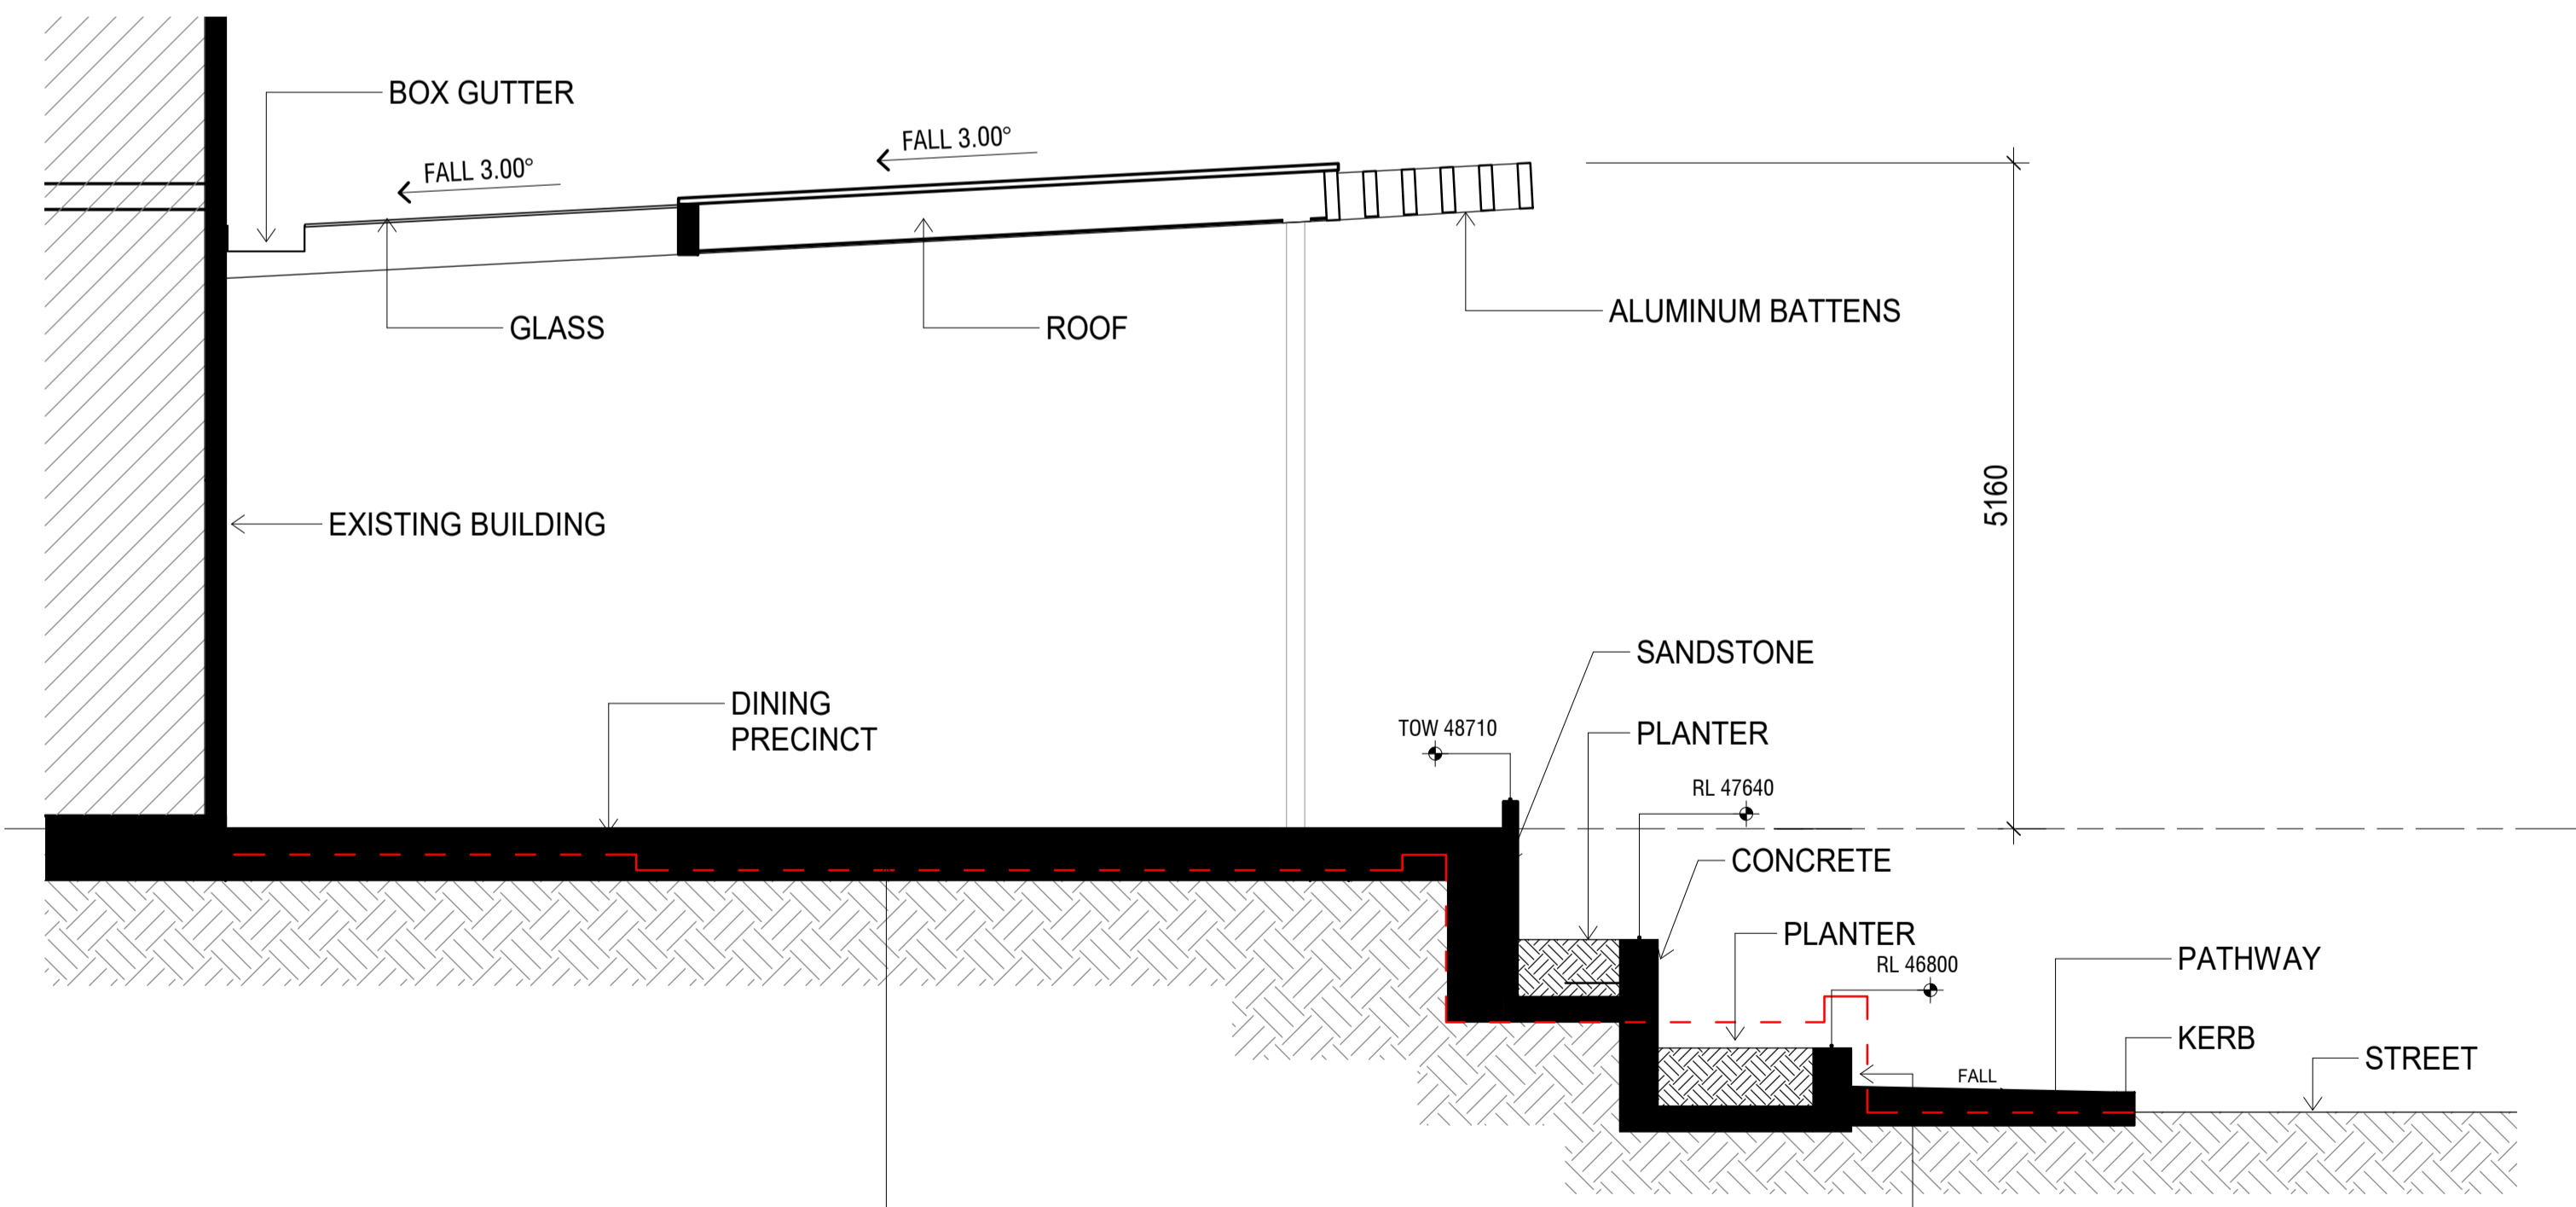 BOX GUTTER
FALL 3.00°
FALL 3.00°
GLASS
ROOF
ALUMINUM BATTENS
5160
EXISTING BUILDING
SANDSTONE
DINING
PRECINCT
TOW 48710
PLANTER
RL 47640
CONCRETE
PLANTER
RL 46800
PATHWAY
KERB
STREET
FALL